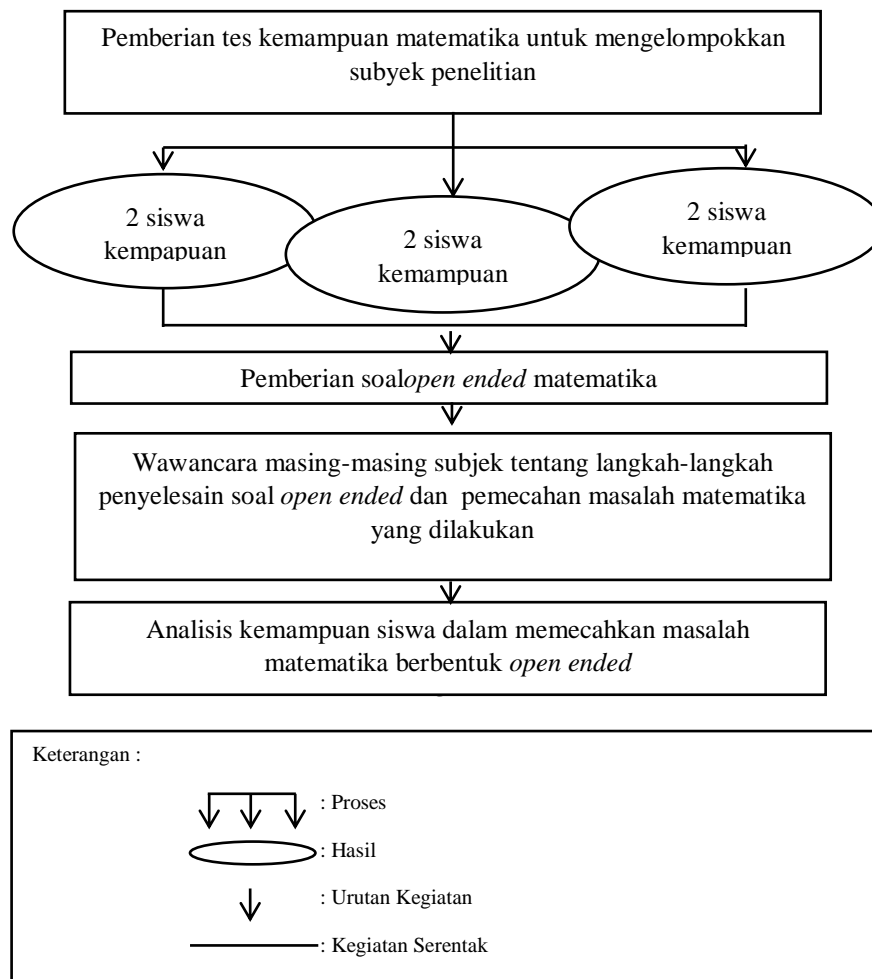 Pemberian tes kemampuan matematika untuk mengelompokkan
subyek penelitian
2 siswa
kempapuan
2 siswa
kemampuan
2 siswa
kemampuan
Pemberian soalopen ended matematika
Wawancara masing-masing subjek tentang langkah-langkah
penyelesain soal open ended dan pemecahan masalah matematika
yang dilakukan
Analisis kemampuan siswa dalam memecahkan masalah
matematika berbentuk open ended
Keterangan :
: Proses
: Hasil
: Urutan Kegiatan
: Kegiatan Serentak